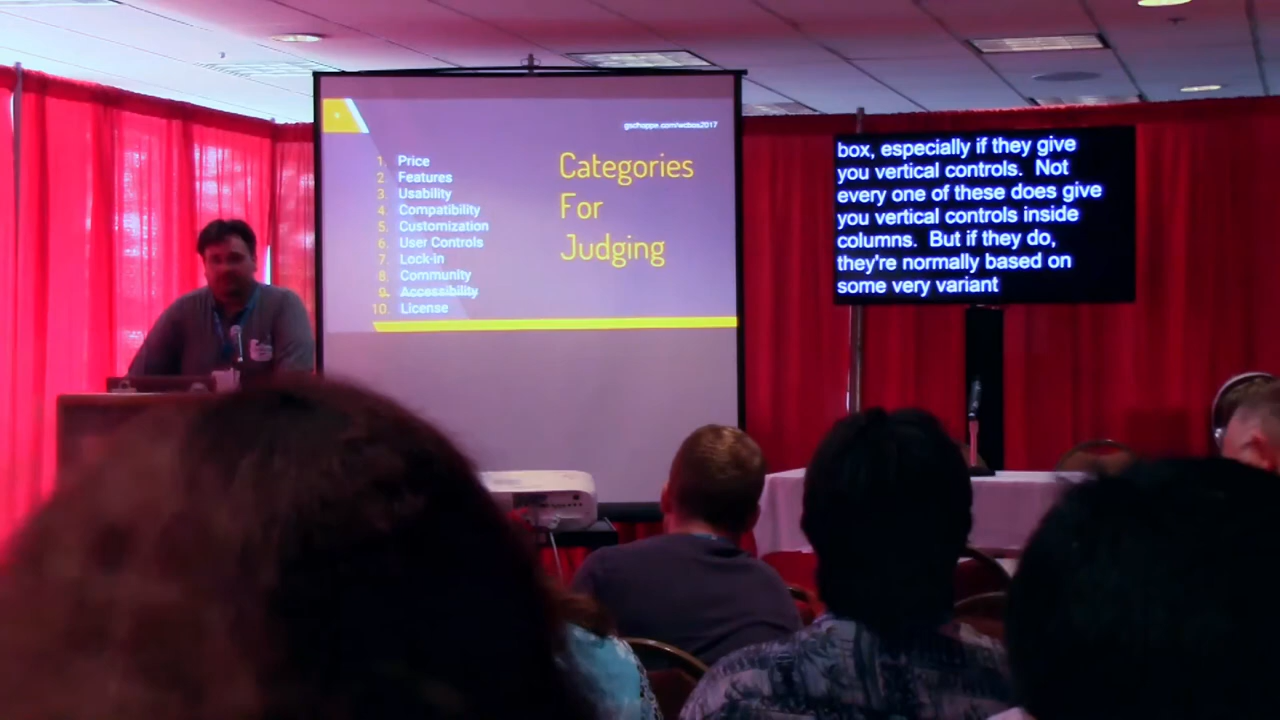 gschoppe.com/wcbos2017
1. Price
2. Features
3. Usability
4. Compatibility
5. Customization
6. User Controls
7. Lock-in
8. Community
9. Accessibility
10. License
Categories
For
Judging
box, especially if they give
you vertical controls.  Not
every one of these does give
you vertical controls inside
columns.  But if they do,
they're normally based on
some very variant